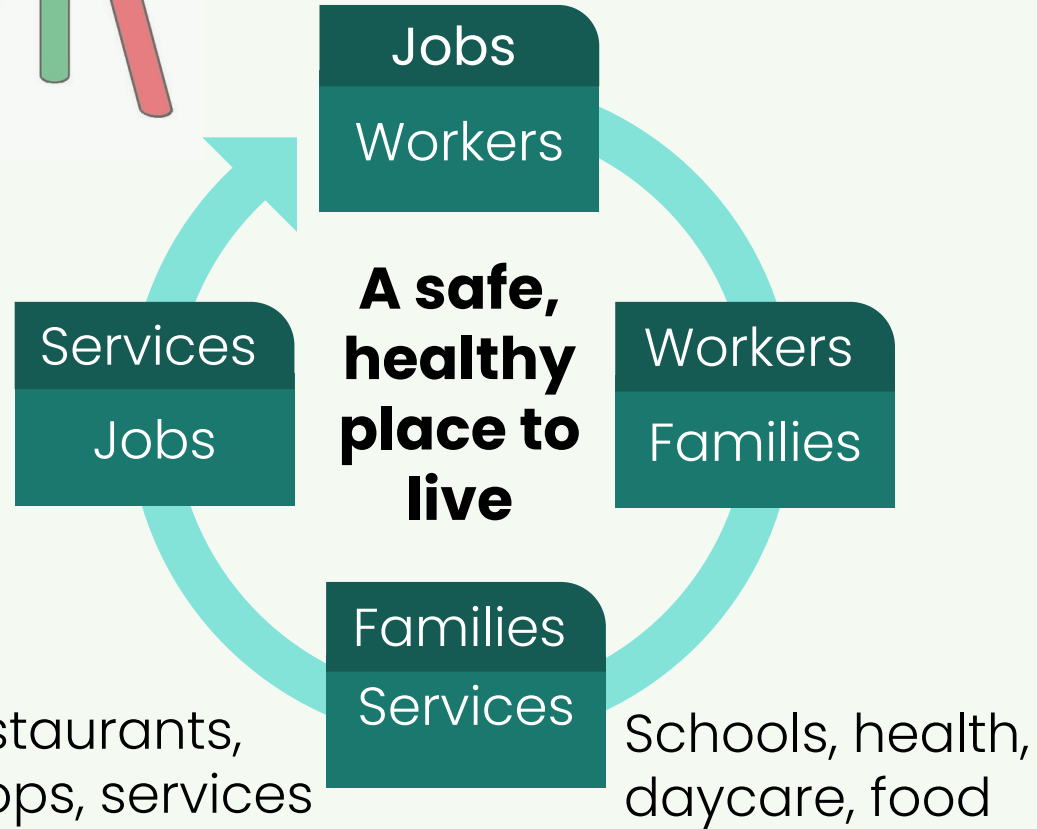 Jobs
Workers
A safe,
healthy
place to
live
Services
Jobs
Workers
Families
Families
Services
staurants,
ops, services
Schools, health,
daycare, food